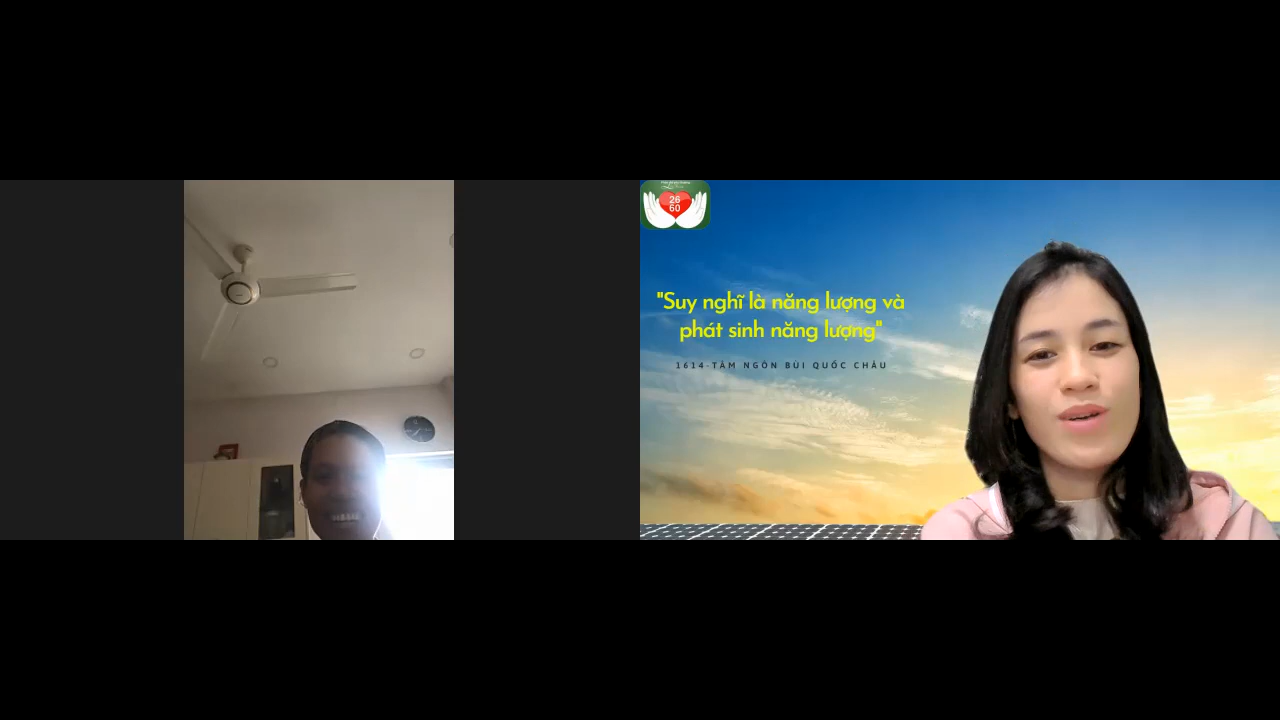 26
60
"Suy nghĩ là năng lượng và
phát sinh năng lượng"
1614-TÂM NGÔN BÙI QUỐC CHÂU